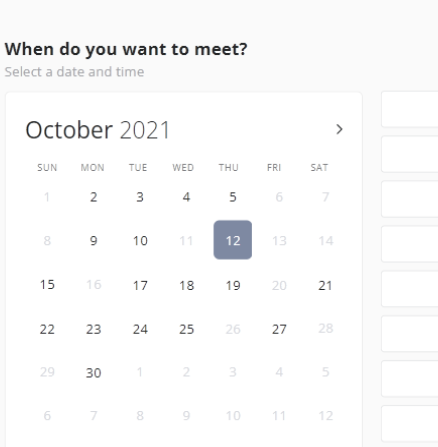 When do you want to meet?
Select a date and time
October 2021
SUN MON TUE WED THU FRI SAT
1 2 3 4 5 6 7
8 9 10 11 12 13 14
15 16 17 18 19 20 21
22 23 24 25 26 27 28
29 30 1 2 3 4 5
6 7 8 9 10 11 12